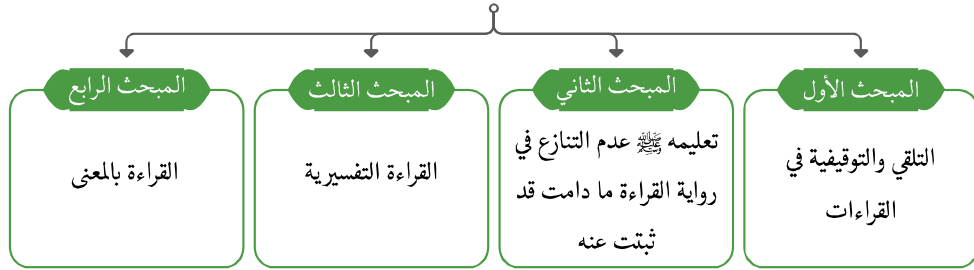 المبحث الأول
التلقي والتوقيفية في
القراءات
المبحث الثاني
تعليمه ﷺ عدم التنازع في
رواية القراءة ما دامت قد
ثبتت عنه
المبحث الثالث
القراءة التفسيرية
المبحث الرابع
القراءة بالمعنى